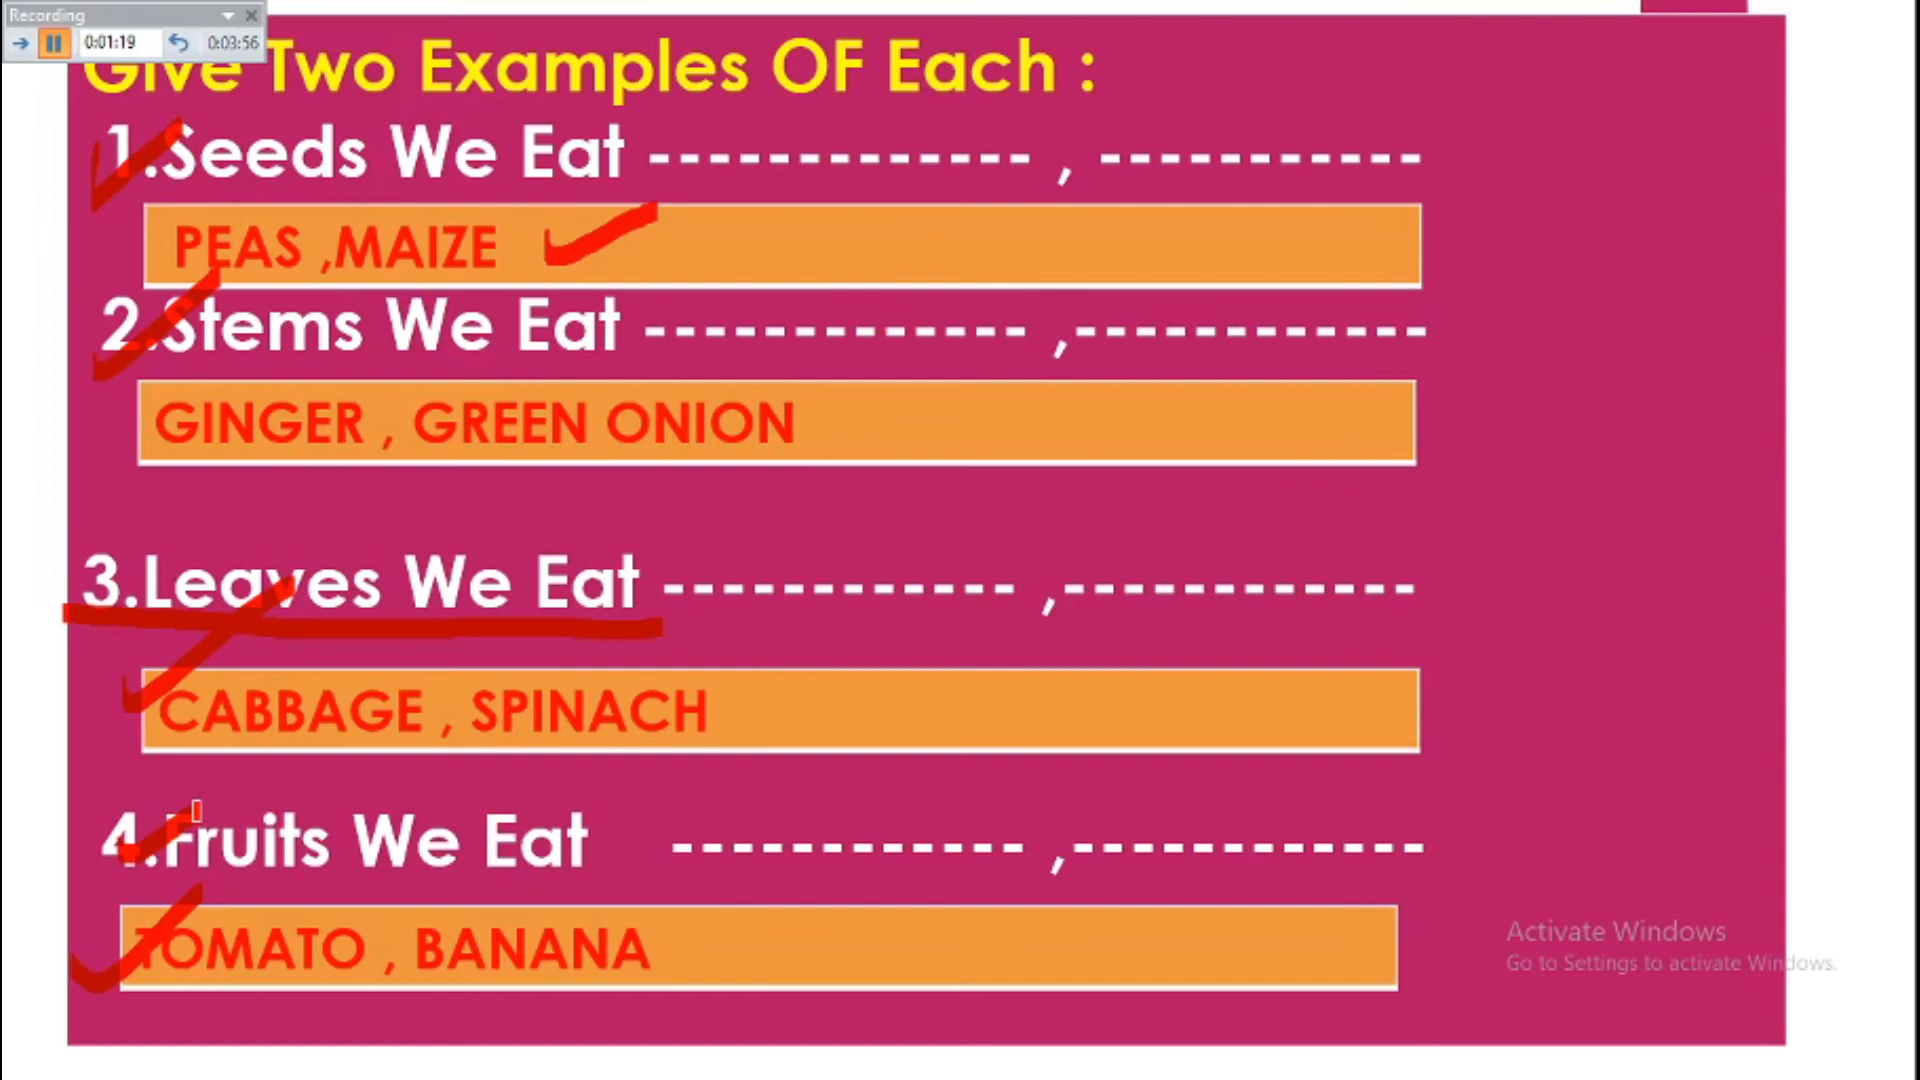 Recording
0:01:19 0:03:56
Give Two Examples OF Each :
1.Seeds We Eat ------------- , -----------
PEAS ,MAIZE
2.Stems We Eat ------------- ,------------
GINGER , GREEN ONION
3.Leaves We Eat ------------ ,------------
CABBAGE , SPINACH
4.Fruits We Eat ------------ ,------------
TOMATO , BANANA
Activate Windows
Go to Settings to activate Windows.